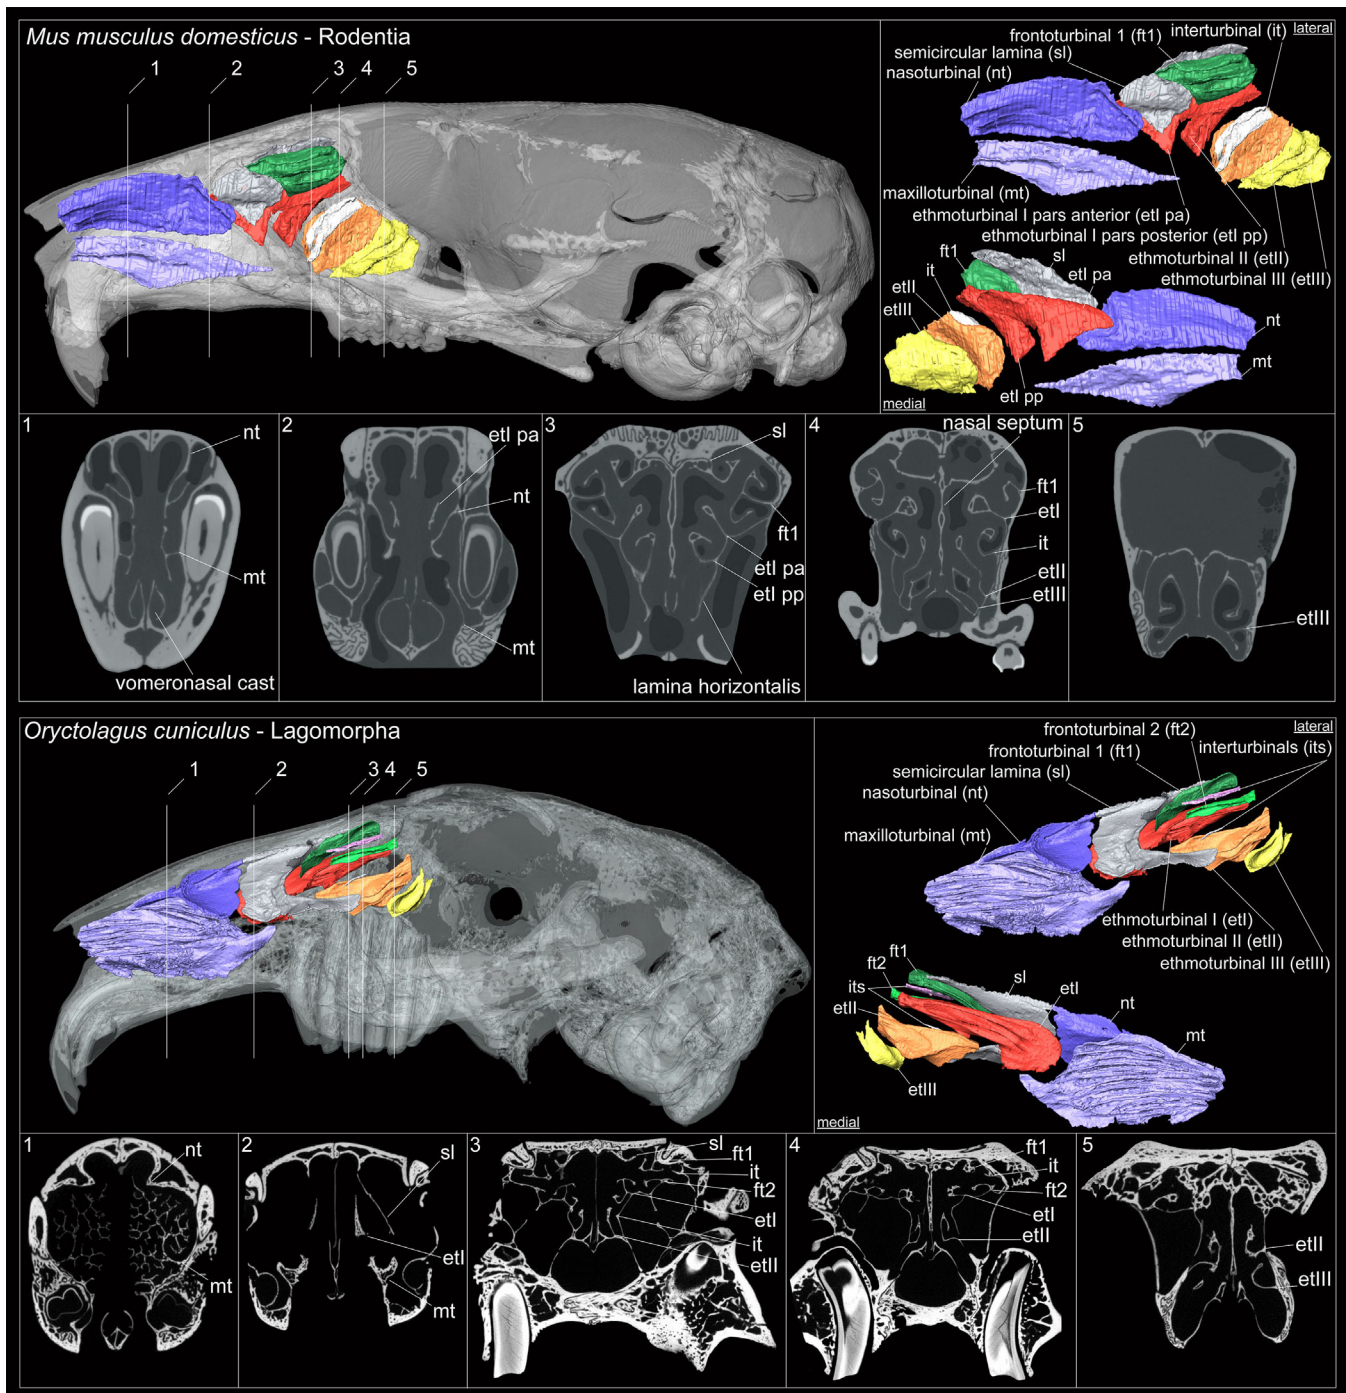 Mus musculus domesticus - Rodentia
1
2
3
4
5
lateral
interturbinal (it)
frontoturbinal 1 (ft1)
semicircular lamina (sl)
nasoturbinal (nt)
maxilloturbinal (mt)
ethmoturbinal I pars anterior (etI pa)
ethmoturbinal I pars posterior (etI pp)
ethmoturbinal II (etII)
ethmoturbinal III (etIII)
sl
ft1
etI pa
it
etII
etIII
nt
mt
etI pp
medial
1
nt
mt
vomeronasal cast
2
etI pa
nt
mt
3
sl
ft1
etI pa
etI pp
lamina horizontalis
4
nasal septum
ft1
etI
it
etII
etIII
5
etIII
Oryctolagus cuniculus - Lagomorpha
1
2
3
4
5
lateral
frontoturbinal 2 (ft2)
interturbinals (its)
frontoturbinal 1 (ft1)
semicircular lamina (sl)
nasoturbinal (nt)
maxilloturbinal (mt)
ethmoturbinal I (etI)
ethmoturbinal II (etII)
ethmoturbinal III (etIII)
ft1
ft2
sl
its
etI
etII
nt
mt
etIII
medial
1
nt
mt
2
sl
etI
mt
3
sl
ft1
it
ft2
etI
it
etII
4
ft1
it
ft2
etI
etII
5
etII
etIII